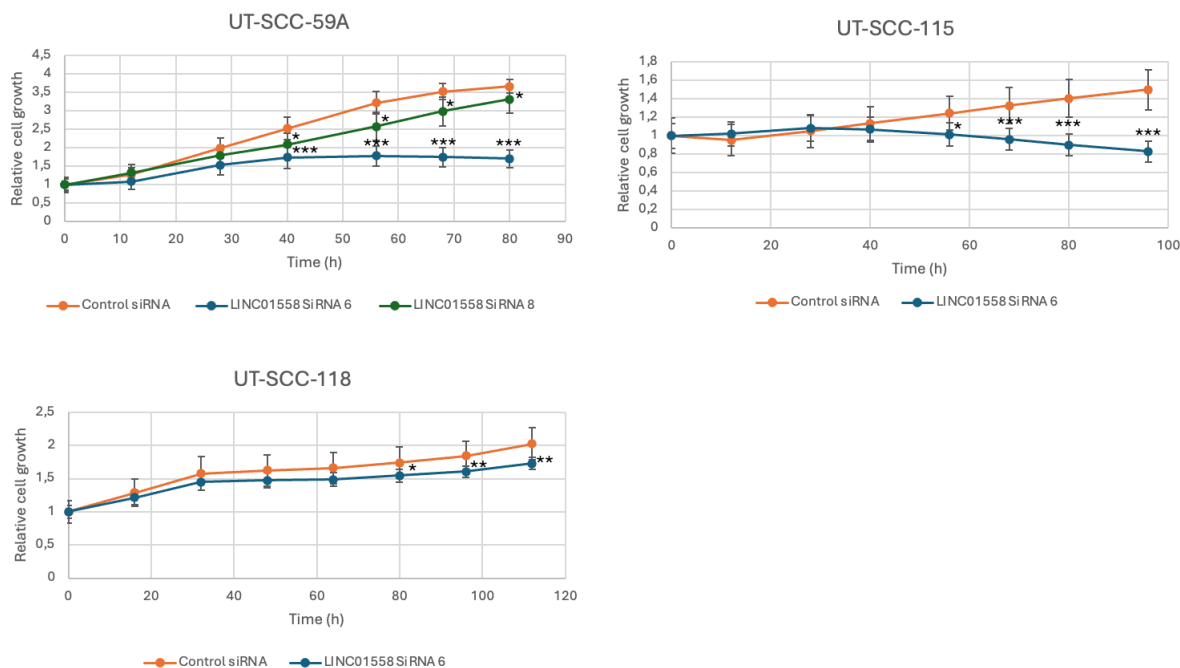 UT-SCC-59A
Relative cell growth
4,5
4
3,5
3
2,5
2
1,5
1
0,5
0
* * * *
*** *** *** ***
0 10 20 30 40 50 60 70 80 90
Time (h)
Control siRNA LINC01558 SiRNA 6 LINC01558 SiRNA 8
UT-SCC-115
Relative cell growth
1,8
1,6
1,4
1,2
1
0,8
0,6
0,4
0,2
0
* *** *** ***
0 20 40 60 80 100
Time (h)
Control siRNA LINC01558 SiRNA 6
UT-SCC-118
Relative cell growth
2,5
2
1,5
1
0,5
0
* ** **
0 20 40 60 80 100 120
Time (h)
Control siRNA LINC01558 SiRNA 6